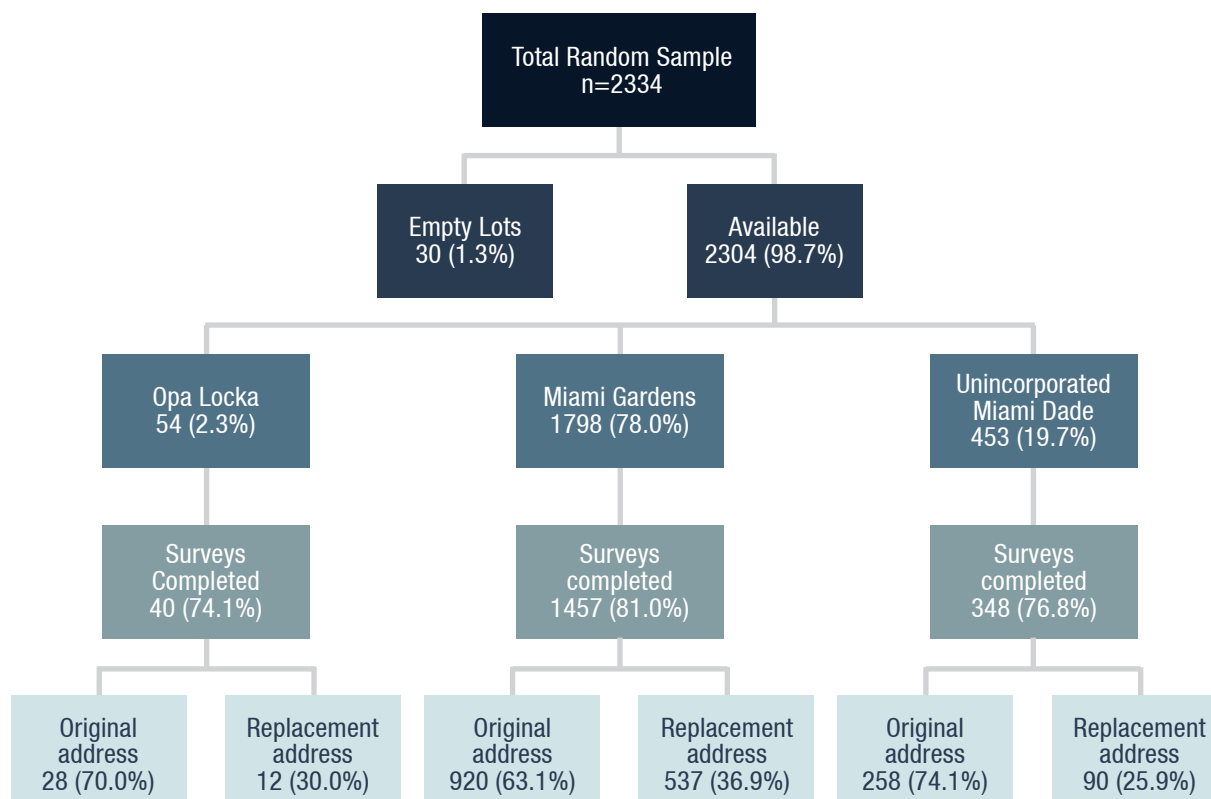 Total Random Sample
n=2334
Empty Lots
30 (1.3%)
Available
2304 (98.7%)
Opa Locka
54 (2.3%)
Miami Gardens
1798 (78.0%)
Unincorporated
Miami Dade
453 (19.7%)
Surveys
Completed
40 (74.1%)
Surveys
completed
1457 (81.0%)
Surveys
completed
348 (76.8%)
Original
address
28 (70.0%)
Replacement
address
12 (30.0%)
Original
address
920 (63.1%)
Replacement
address
537 (36.9%)
Original
address
258 (74.1%)
Replacement
address
90 (25.9%)